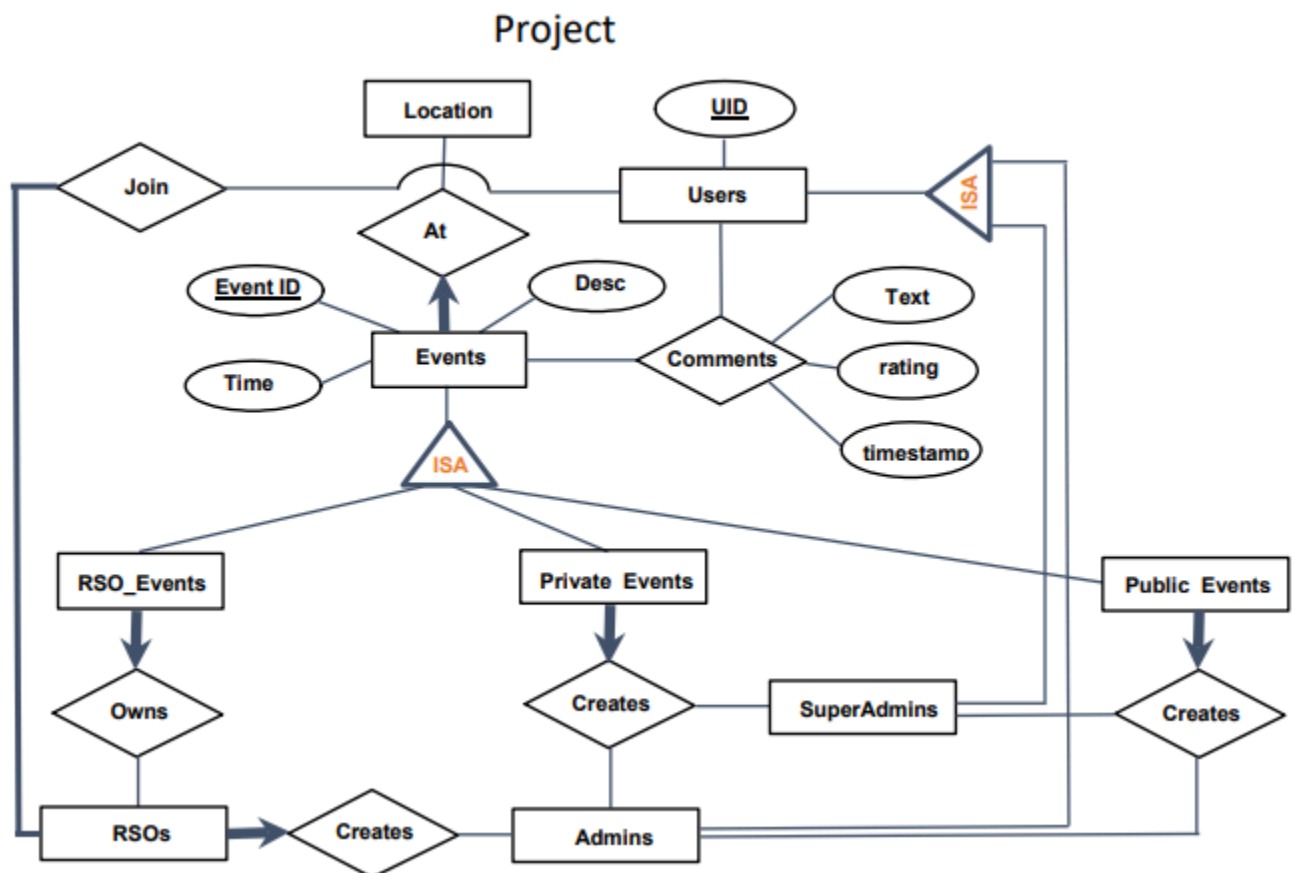 Project
Location
UID
Join
Users
ISA
At
Event ID
Desc
Text
Events
Comments
rating
Time
timestamp
ISA
RSO_Events
Private Events
Public Events
Owns
Creates
SuperAdmins
Creates
RSOs
Creates
Admins